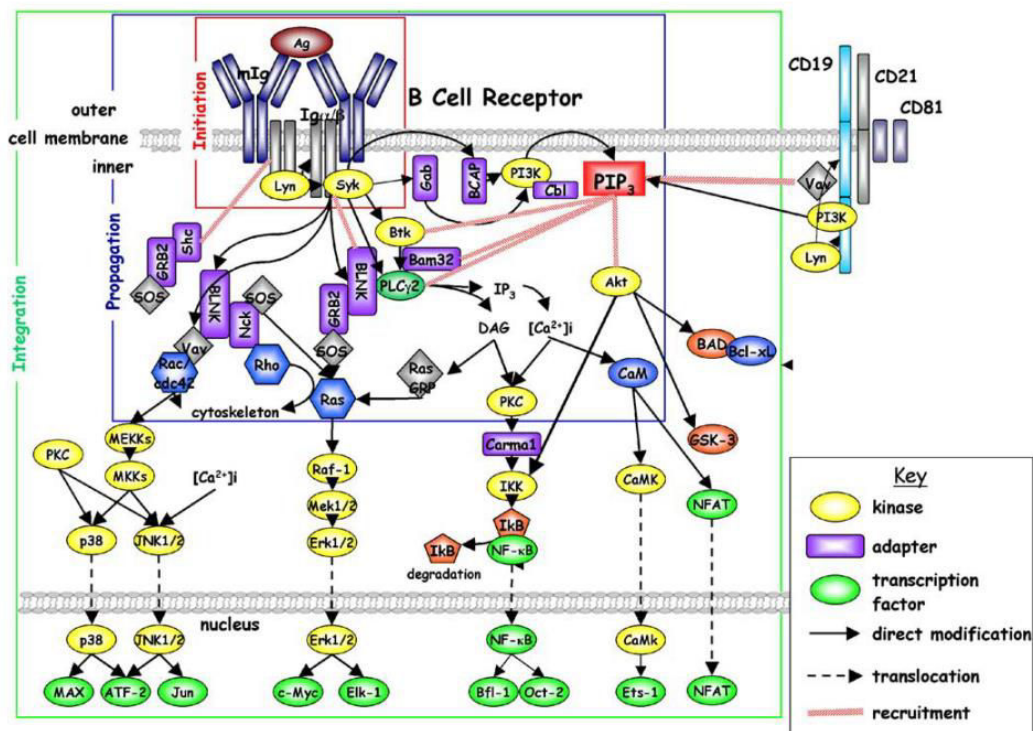 Ag
mIg
Igα/β
B Cell Receptor
Initiation
Propagation
Integration
outer
cell membrane
inner
CD19
CD21
CD81
Lyn
Syk
Gab
BCAP
PI3K
Cbl
PIP3
Vav
PI3K
Lyn
Shc
GRB2
SOS
Btk
Bam32
BLNK
PLCγ2
GRB2
SOS
BLNK
Nck
SOS
Vav
Rac/
cdc42
Rho
cytoskeleton
Ras
Ras
GRP
IP3
DAG
[Ca2+]i
Akt
BAD
Bcl-xL
CaM
PKC
GSK-3
Carma1
MEKKs
PKC
MKKs
[Ca2+]i
Raf-1
Mek1/2
Erk1/2
IKK
IkB
NF-κB
IkB
degradation
CaMK
NFAT
p38
JNK1/2
nucleus
p38
JNK1/2
Erk1/2
NF-κB
CaMk
MAX
ATF-2
Jun
c-Myc
Elk-1
Bfl-1
Oct-2
Ets-1
NFAT
Key
kinase
adapter
transcription
factor
direct modification
translocation
recruitment